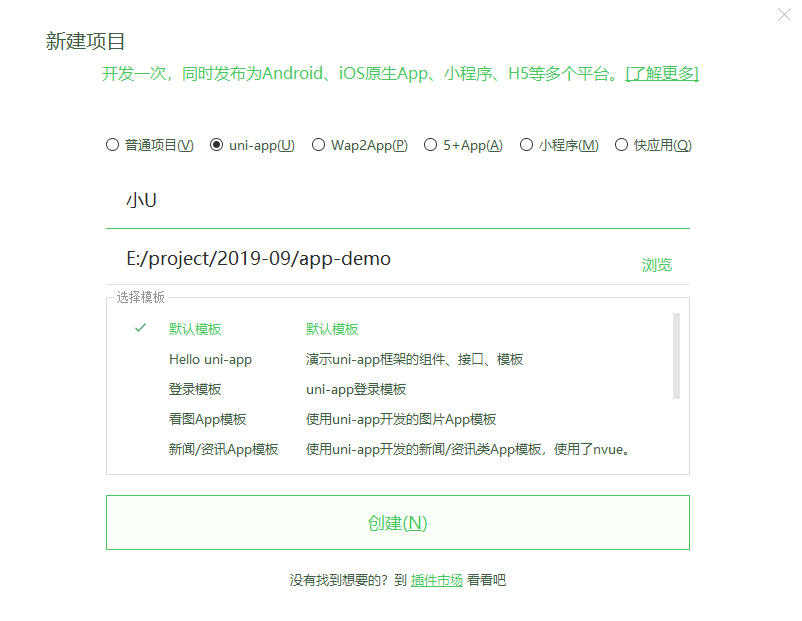 新建项目
开发一次，同时发布为Android、iOS原生App、小程序、H5等多个平台。[了解更多]
普通项目(V) uni-app(U) Wap2App(P) 5+App(A) 小程序(M) 快应用(Q)
小U
E:/project/2019-09/app-demo 浏览
选择模板
默认模板 默认模板
Hello uni-app 演示uni-app框架的组件、接口、模板
登录模板 uni-app登录模板
看图App模板 使用uni-app开发的图片App模板
新闻/资讯App模板 使用uni-app开发的新闻/资讯类App模板，使用了nvue。
创建(N)
没有找到想要的？到 插件市场 看看吧